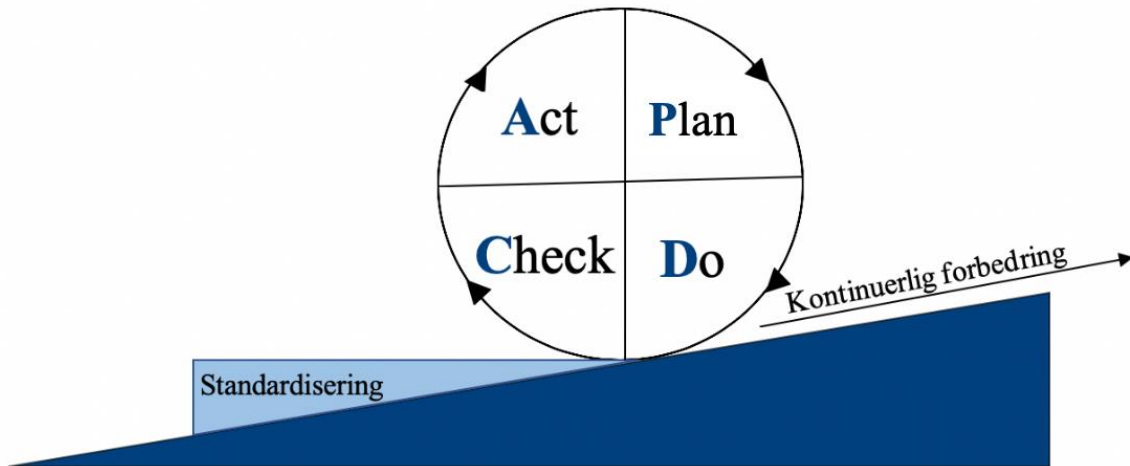 Act
Plan
Check
Do
Kontinuerlig forbedring
Standardisering